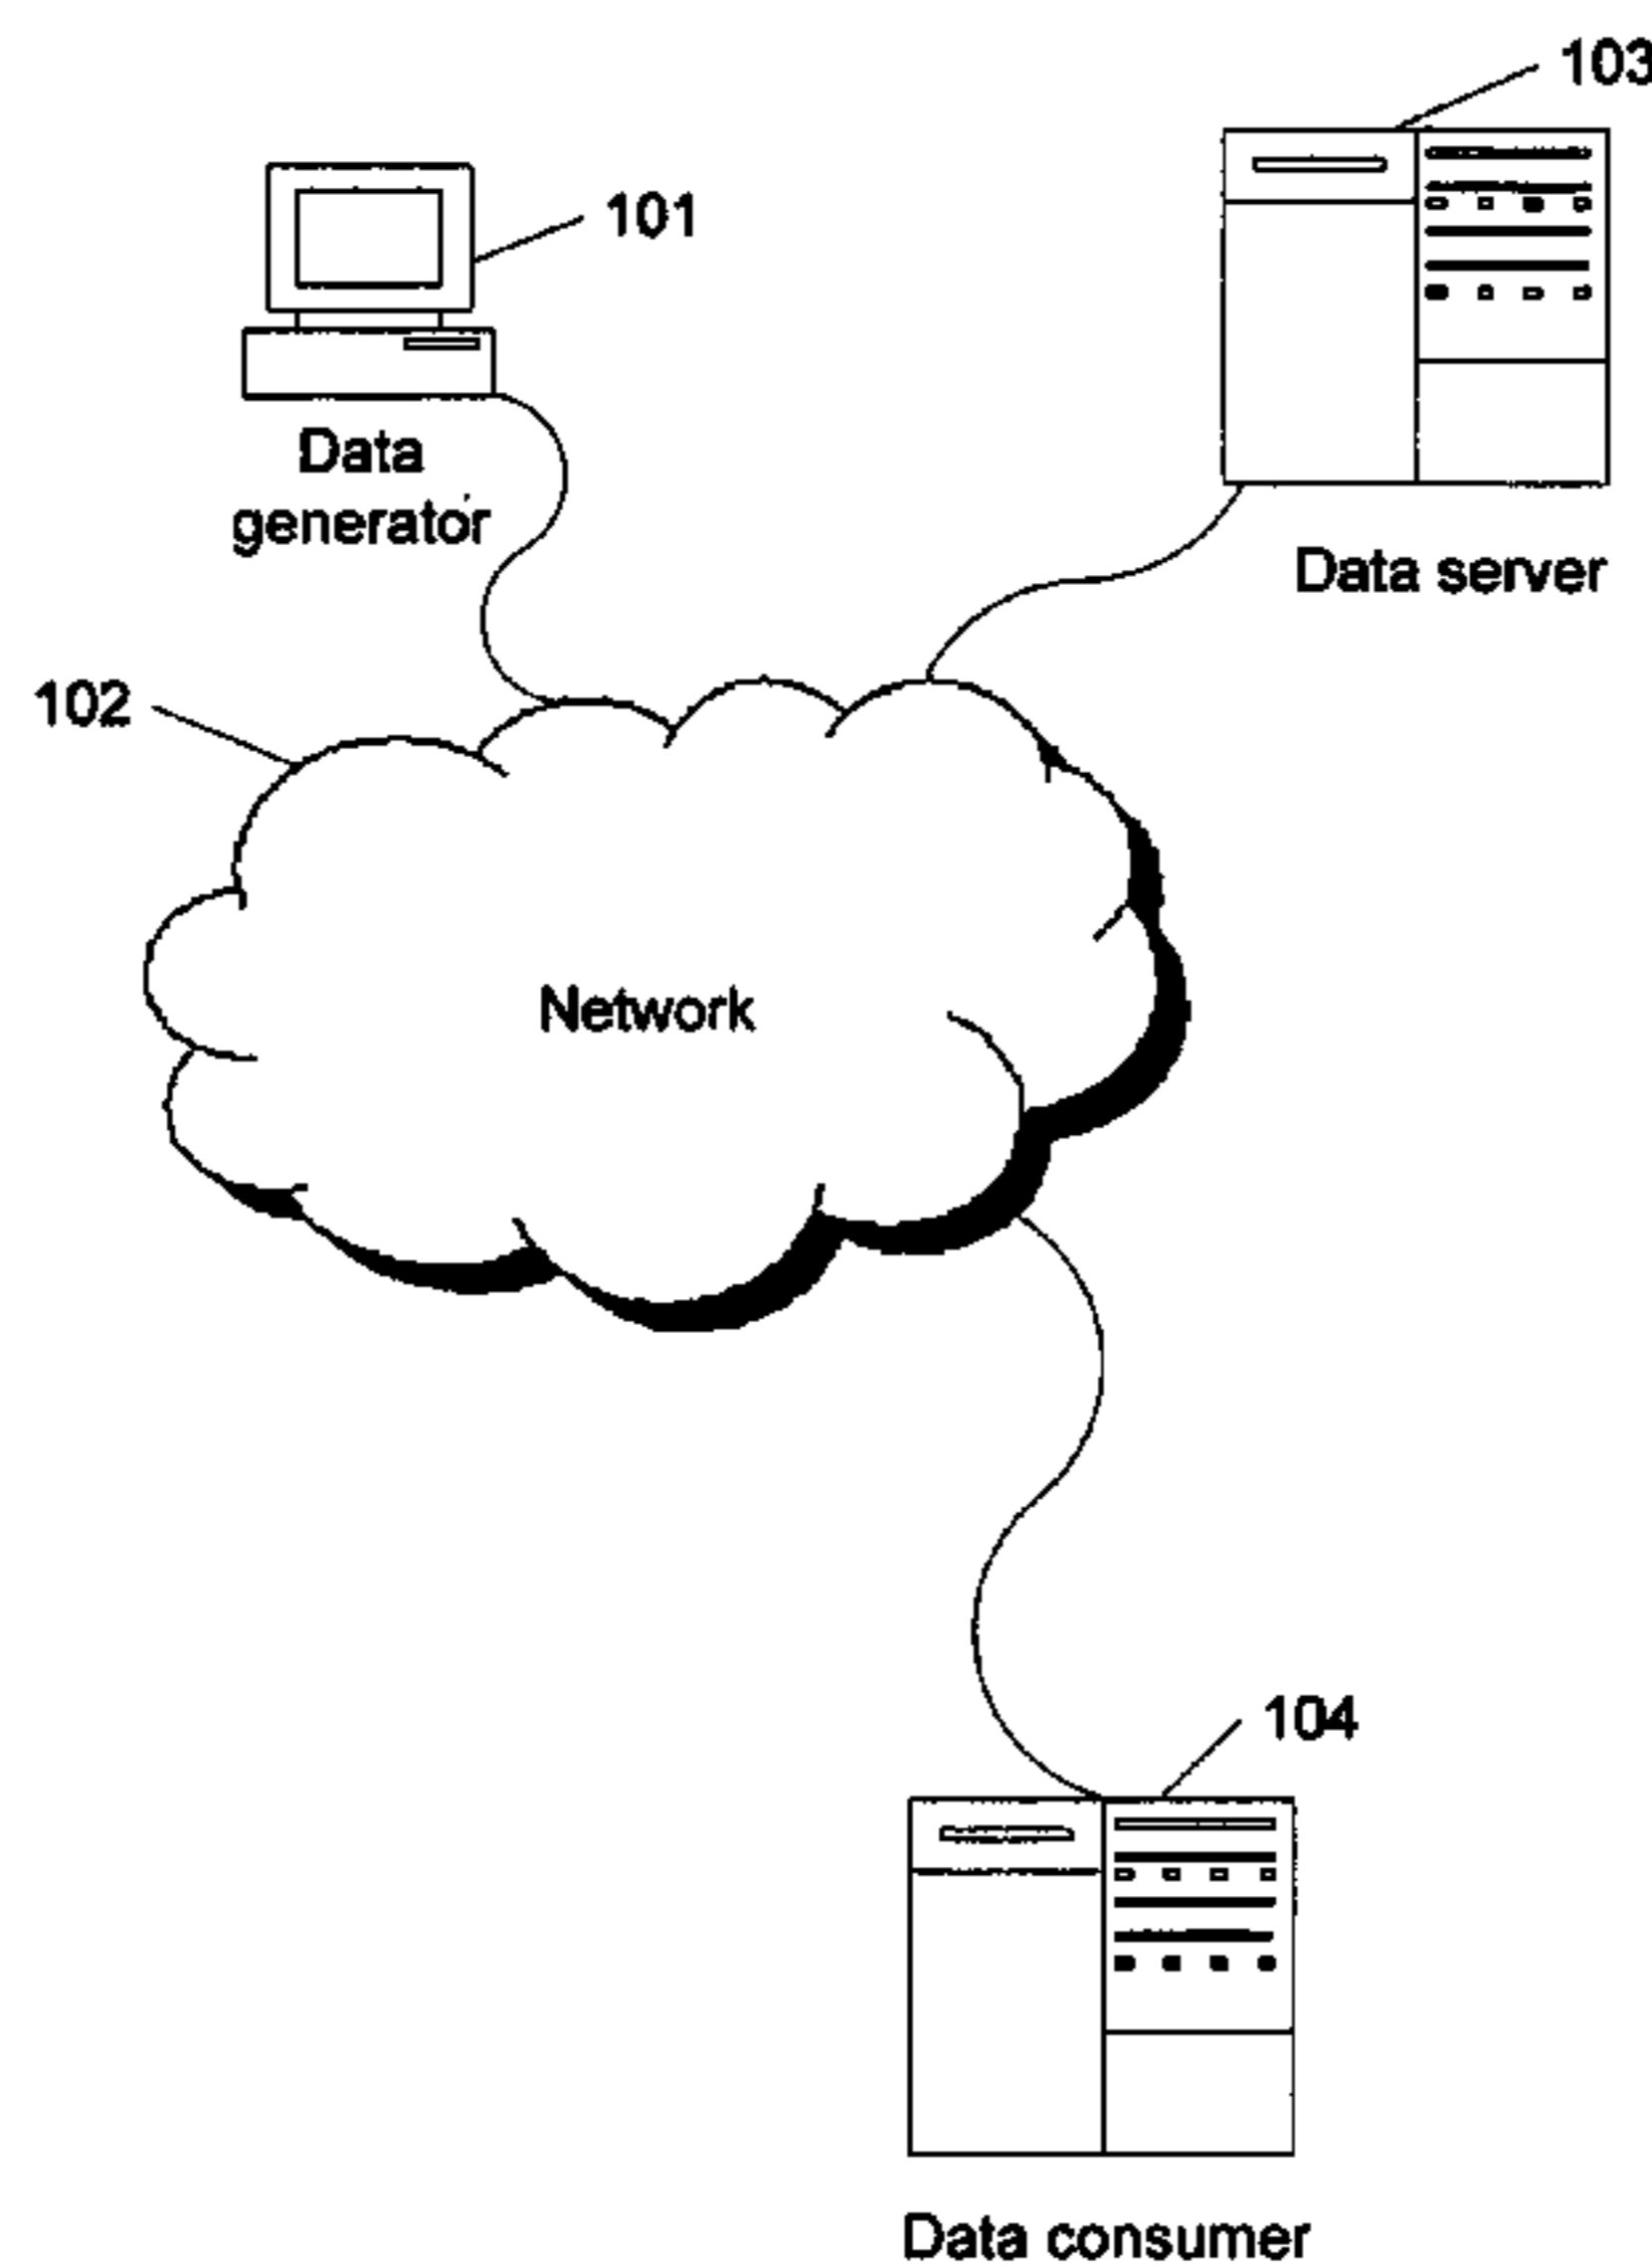 103
101
Data
generator
Data server
102
Network
104
Data consumer